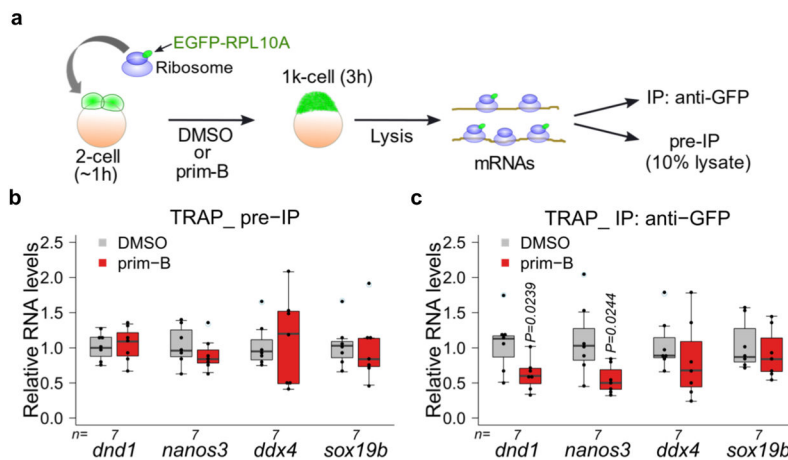 a
EGFP-RPL10A
Ribosome
1k-cell (3h)
IP: anti-GFP
DMSO
or
prim-B
Lysis
2-cell
(~1h)
mRNAs
pre-IP
(10% lysate)
b
TRAP_ pre−IP
Relative RNA levels
2.5
2.0
1.5
1.0
0.5
0.0
DMSO
prim−B
n= 7 7 7 7
dnd1 nanos3 ddx4 sox19b
c
TRAP_ IP: anti−GFP
Relative RNA levels
2.5
2.0
1.5
1.0
0.5
0.0
DMSO
prim−B
P=0.0239
P=0.0244
n= 7 7 7 7
dnd1 nanos3 ddx4 sox19b